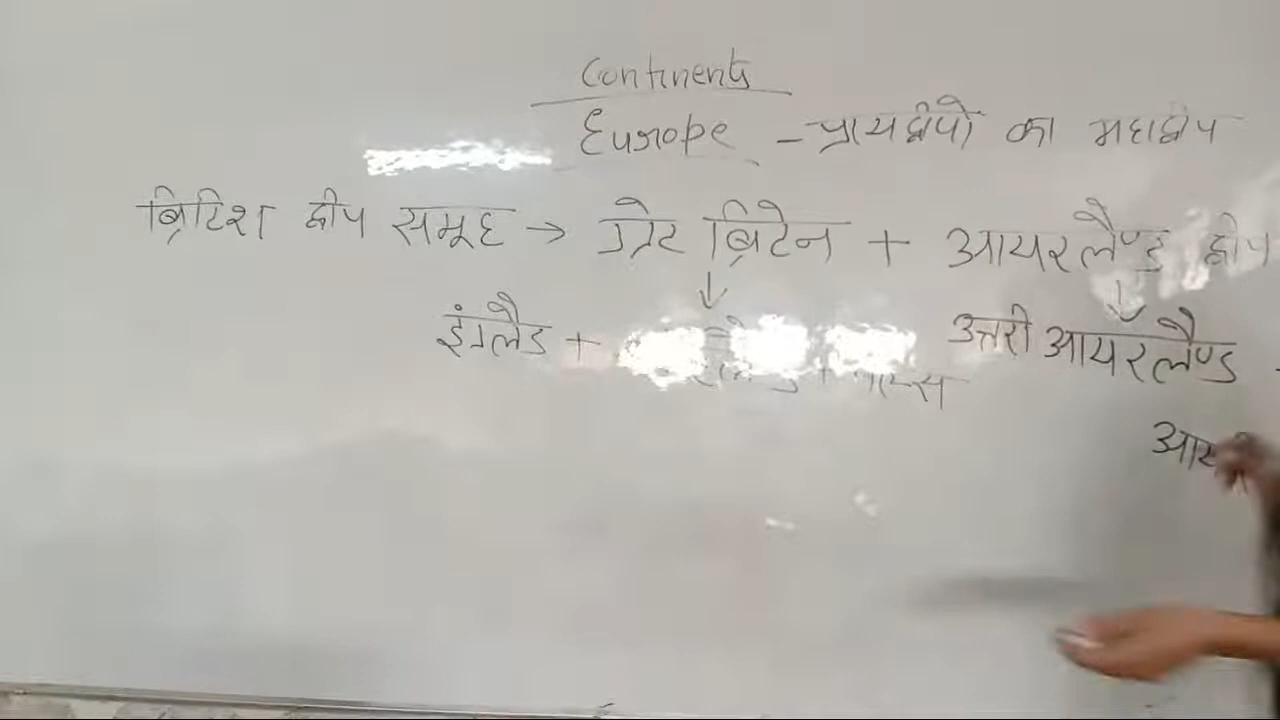 Continents
Europe - प्रायद्वीपों का महाद्वीप
ब्रिटिश द्वीप समूह → ग्रेट ब्रिटेन + आयरलैण्ड द्वीप
↓ ↓
इंग्लैड + उत्तरी आयरलैण्ड